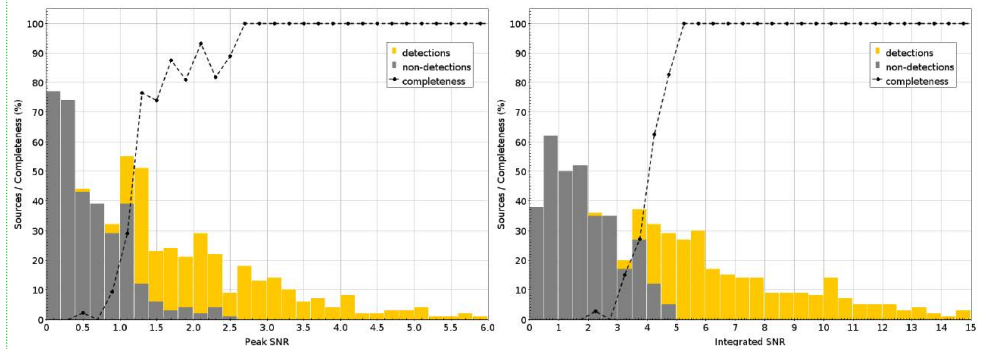 100
90
80
70
60
50
40
30
20
10
0
Sources / Completeness (%)
detections
non-detections
completeness
0.0 0.5 1.0 1.5 2.0 2.5 3.0 3.5 4.0 4.5 5.0 5.5 6.0
Peak SNR
100
90
80
70
60
50
40
30
20
10
0
Sources / Completeness (%)
detections
non-detections
completeness
0 1 2 3 4 5 6 7 8 9 10 11 12 13 14 15
Integrated SNR